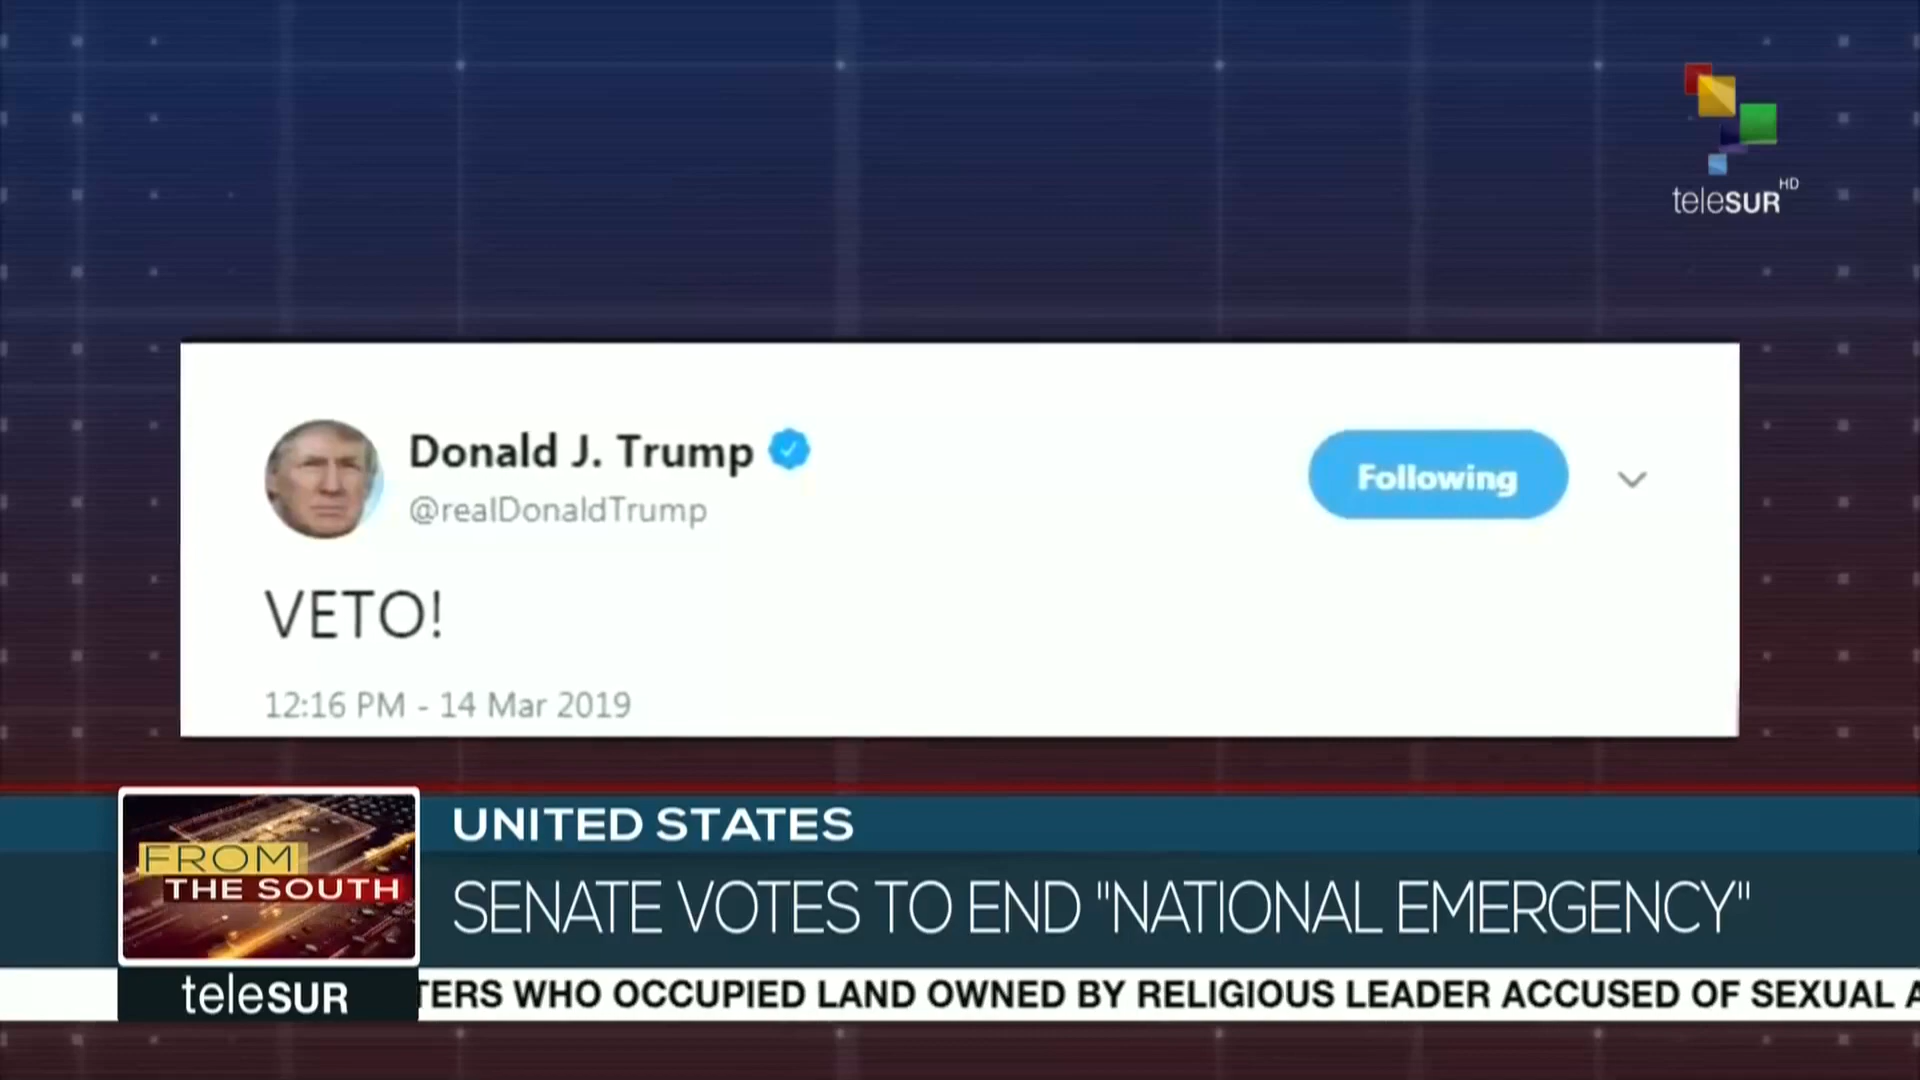 teleSUR HD
Donald J. Trump
@realDonaldTrump
Following
VETO!
12:16 PM - 14 Mar 2019
UNITED STATES
FROM
THE SOUTH
SENATE VOTES TO END "NATIONAL EMERGENCY"
teleSUR
WHO OCCUPIED LAND OWNED BY RELIGIOUS LEADER ACCUSED OF SEXUAL